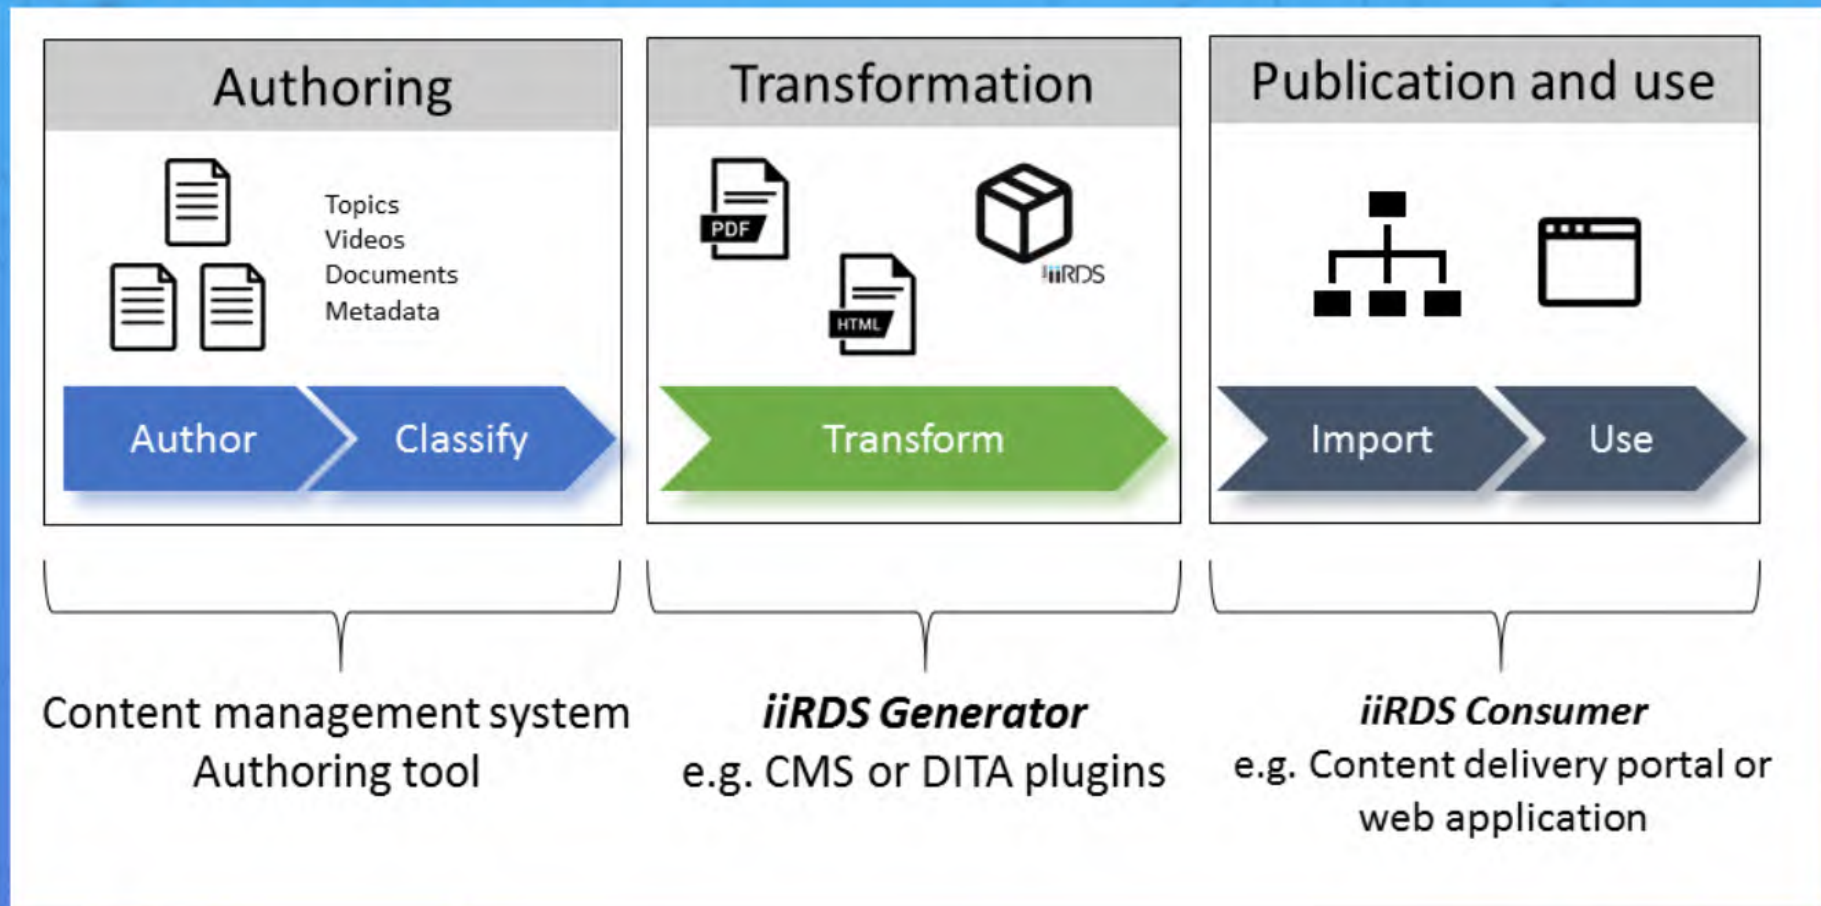 Authoring
Topics
Videos
Documents
Metadata
Author
Classify
Content management system
Authoring tool
Transformation
PDF
HTML
iiRDS
Transform
iiRDS Generator
e.g. CMS or DITA plugins
Publication and use
Import
Use
iiRDS Consumer
e.g. Content delivery portal or
web application